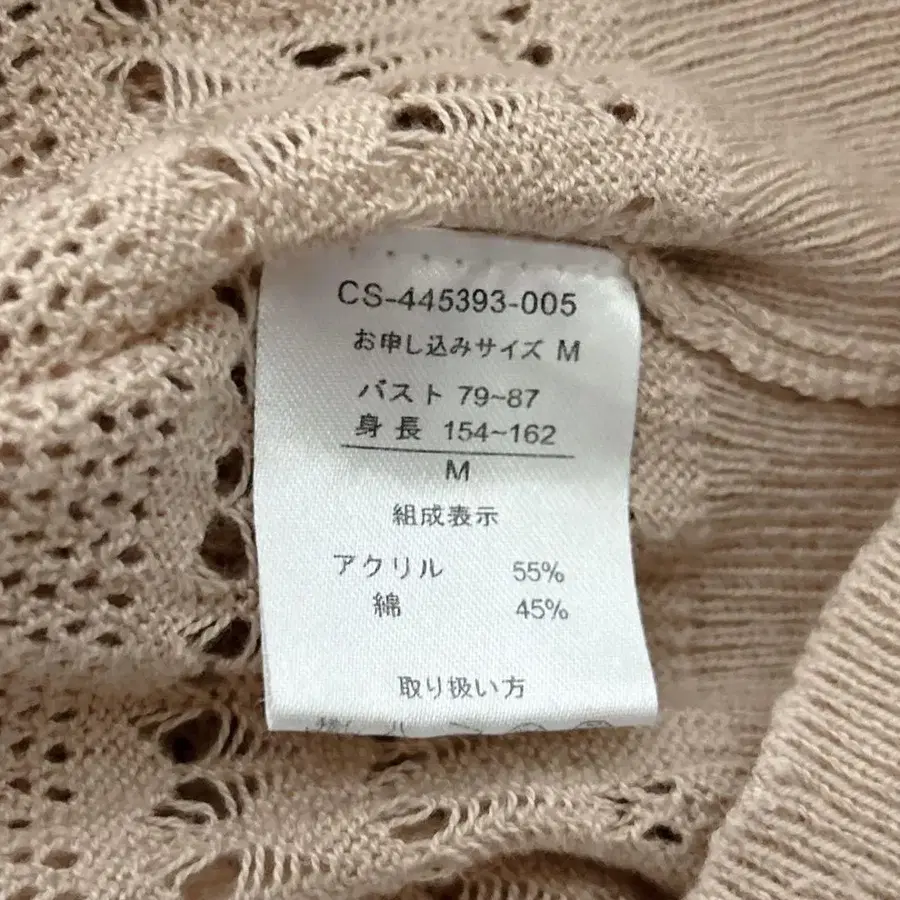 CS-445393-005
お申し込みサイズ M
バスト 79~87
身長 154~162
M
組成表示
アクリル 55%
綿 45%
取り扱い方